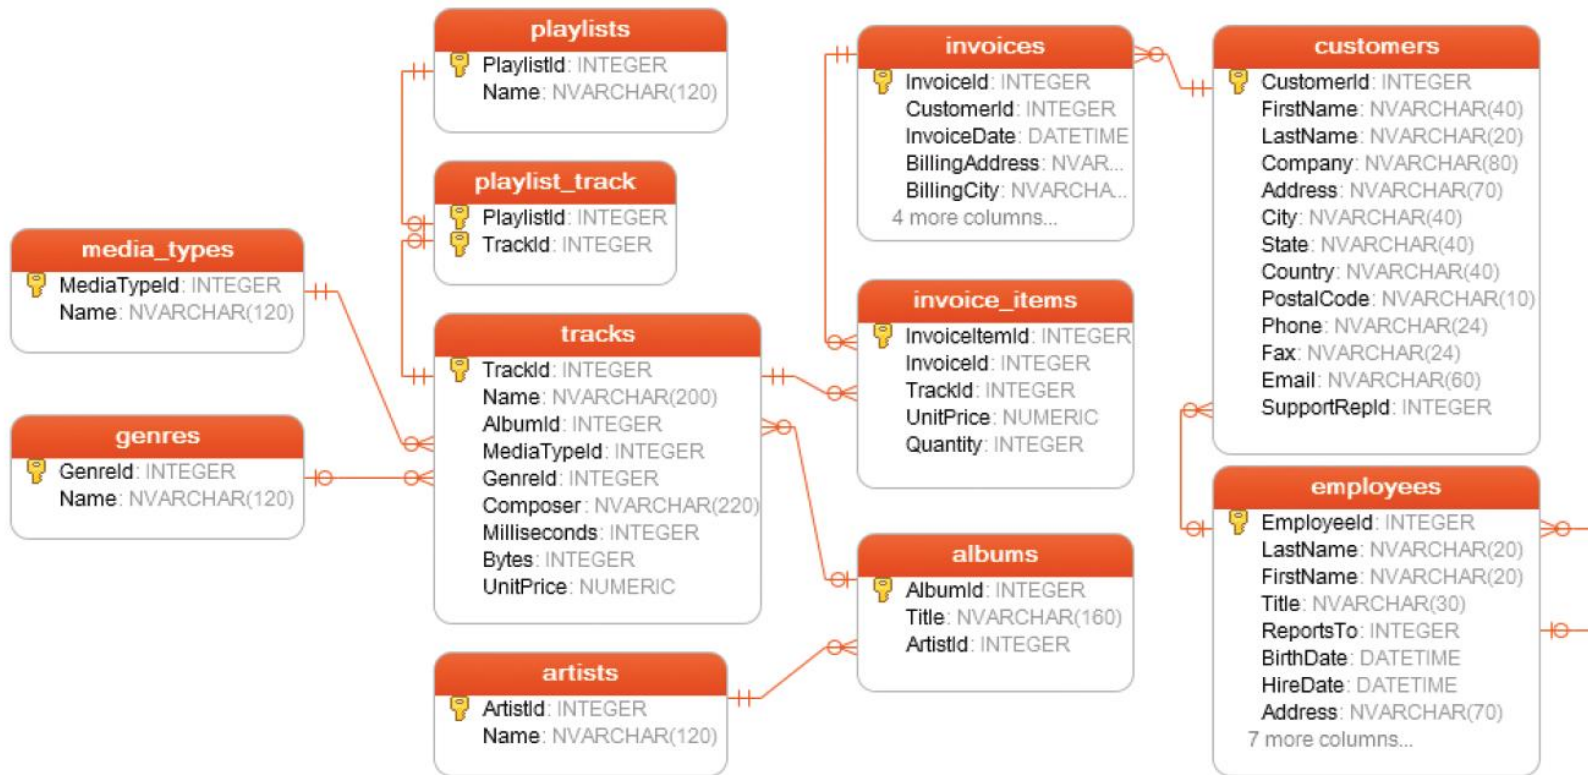 playlists
PlaylistId: INTEGER
Name: NVARCHAR(120)
playlist_track
PlaylistId: INTEGER
TrackId: INTEGER
media_types
MediaTypeId: INTEGER
Name: NVARCHAR(120)
genres
GenreId: INTEGER
Name: NVARCHAR(120)
tracks
TrackId: INTEGER
Name: NVARCHAR(200)
AlbumId: INTEGER
MediaTypeId: INTEGER
GenreId: INTEGER
Composer: NVARCHAR(220)
Milliseconds: INTEGER
Bytes: INTEGER
UnitPrice: NUMERIC
artists
ArtistId: INTEGER
Name: NVARCHAR(120)
invoices
InvoiceId: INTEGER
CustomerId: INTEGER
InvoiceDate: DATETIME
BillingAddress: NVAR...
BillingCity: NVARCHA...
4 more columns...
invoice_items
InvoiceItemId: INTEGER
InvoiceId: INTEGER
TrackId: INTEGER
UnitPrice: NUMERIC
Quantity: INTEGER
albums
AlbumId: INTEGER
Title: NVARCHAR(160)
ArtistId: INTEGER
customers
CustomerId: INTEGER
FirstName: NVARCHAR(40)
LastName: NVARCHAR(20)
Company: NVARCHAR(80)
Address: NVARCHAR(70)
City: NVARCHAR(40)
State: NVARCHAR(40)
Country: NVARCHAR(40)
PostalCode: NVARCHAR(10)
Phone: NVARCHAR(24)
Fax: NVARCHAR(24)
Email: NVARCHAR(60)
SupportRepId: INTEGER
employees
EmployeeId: INTEGER
LastName: NVARCHAR(20)
FirstName: NVARCHAR(20)
Title: NVARCHAR(30)
ReportsTo: INTEGER
BirthDate: DATETIME
HireDate: DATETIME
Address: NVARCHAR(70)
7 more columns...